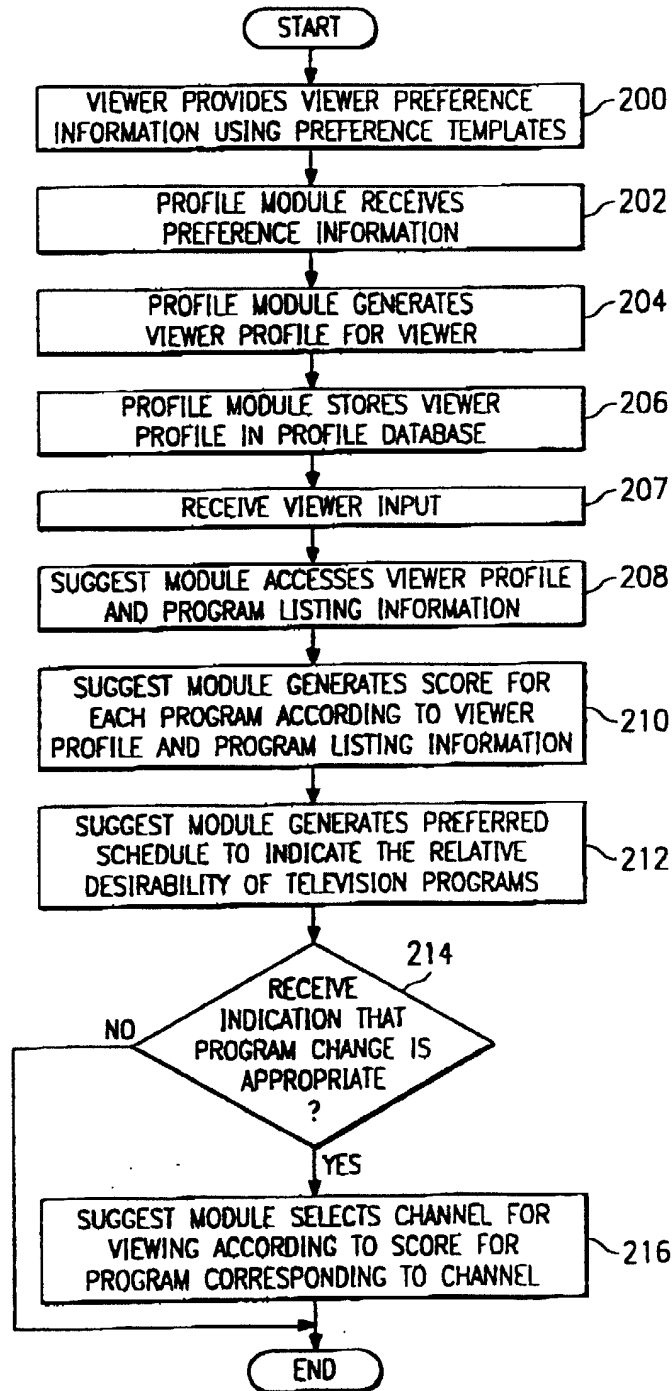 START
VIEWER PROVIDES VIEWER PREFERENCE
INFORMATION USING PREFERENCE TEMPLATES
200
PROFILE MODULE RECEIVES
PREFERENCE INFORMATION
202
PROFILE MODULE GENERATES
VIEWER PROFILE FOR VIEWER
204
PROFILE MODULE STORES VIEWER
PROFILE IN PROFILE DATABASE
206
RECEIVE VIEWER INPUT
207
SUGGEST MODULE ACCESSES VIEWER PROFILE
AND PROGRAM LISTING INFORMATION
208
SUGGEST MODULE GENERATES SCORE FOR
EACH PROGRAM ACCORDING TO VIEWER
PROFILE AND PROGRAM LISTING INFORMATION
210
SUGGEST MODULE GENERATES PREFERRED
SCHEDULE TO INDICATE THE RELATIVE
DESIRABILITY OF TELEVISION PROGRAMS
212
214
RECEIVE
INDICATION THAT
PROGRAM CHANGE IS
APPROPRIATE
?
NO
YES
SUGGEST MODULE SELECTS CHANNEL FOR
VIEWING ACCORDING TO SCORE FOR
PROGRAM CORRESPONDING TO CHANNEL
216
END